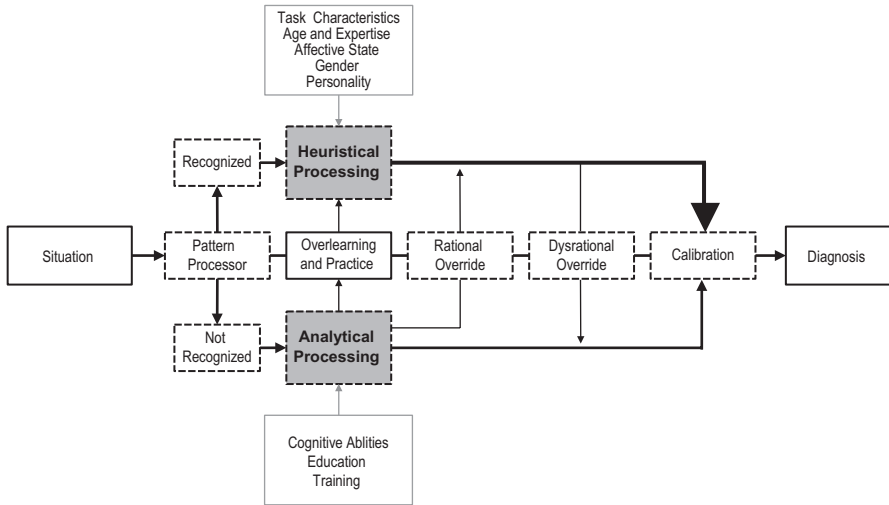 Task Characteristics
Age and Expertise
Affective State
Gender
Personality
Recognized
Heuristical
Processing
Situation
Pattern
Processor
Overlearning
and Practice
Rational
Override
Dysrational
Override
Calibration
Diagnosis
Not
Recognized
Analytical
Processing
Cognitive Ablities
Education
Training